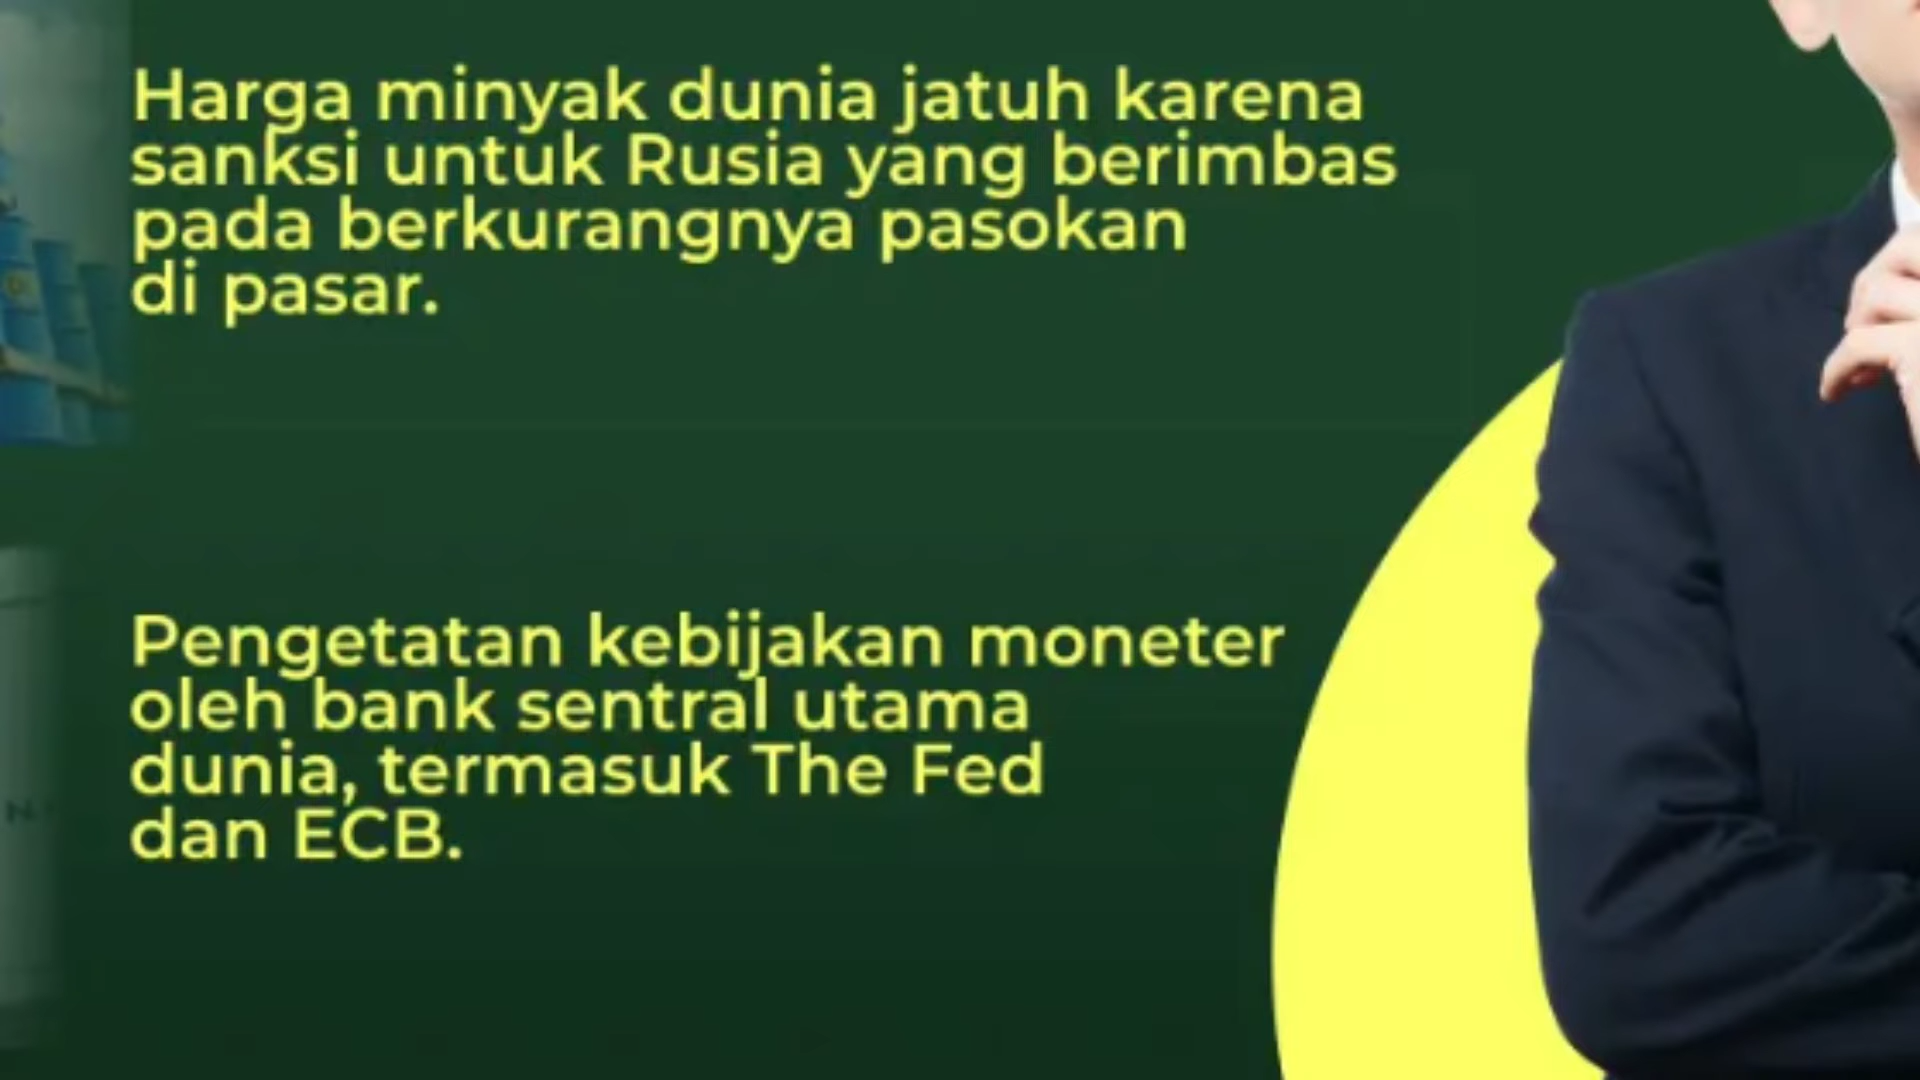 Harga minyak dunia jatuh karena
sanksi untuk Rusia yang berimbas
pada berkurangnya pasokan
di pasar.
Pengetatan kebijakan moneter
oleh bank sentral utama
dunia, termasuk The Fed
dan ECB.